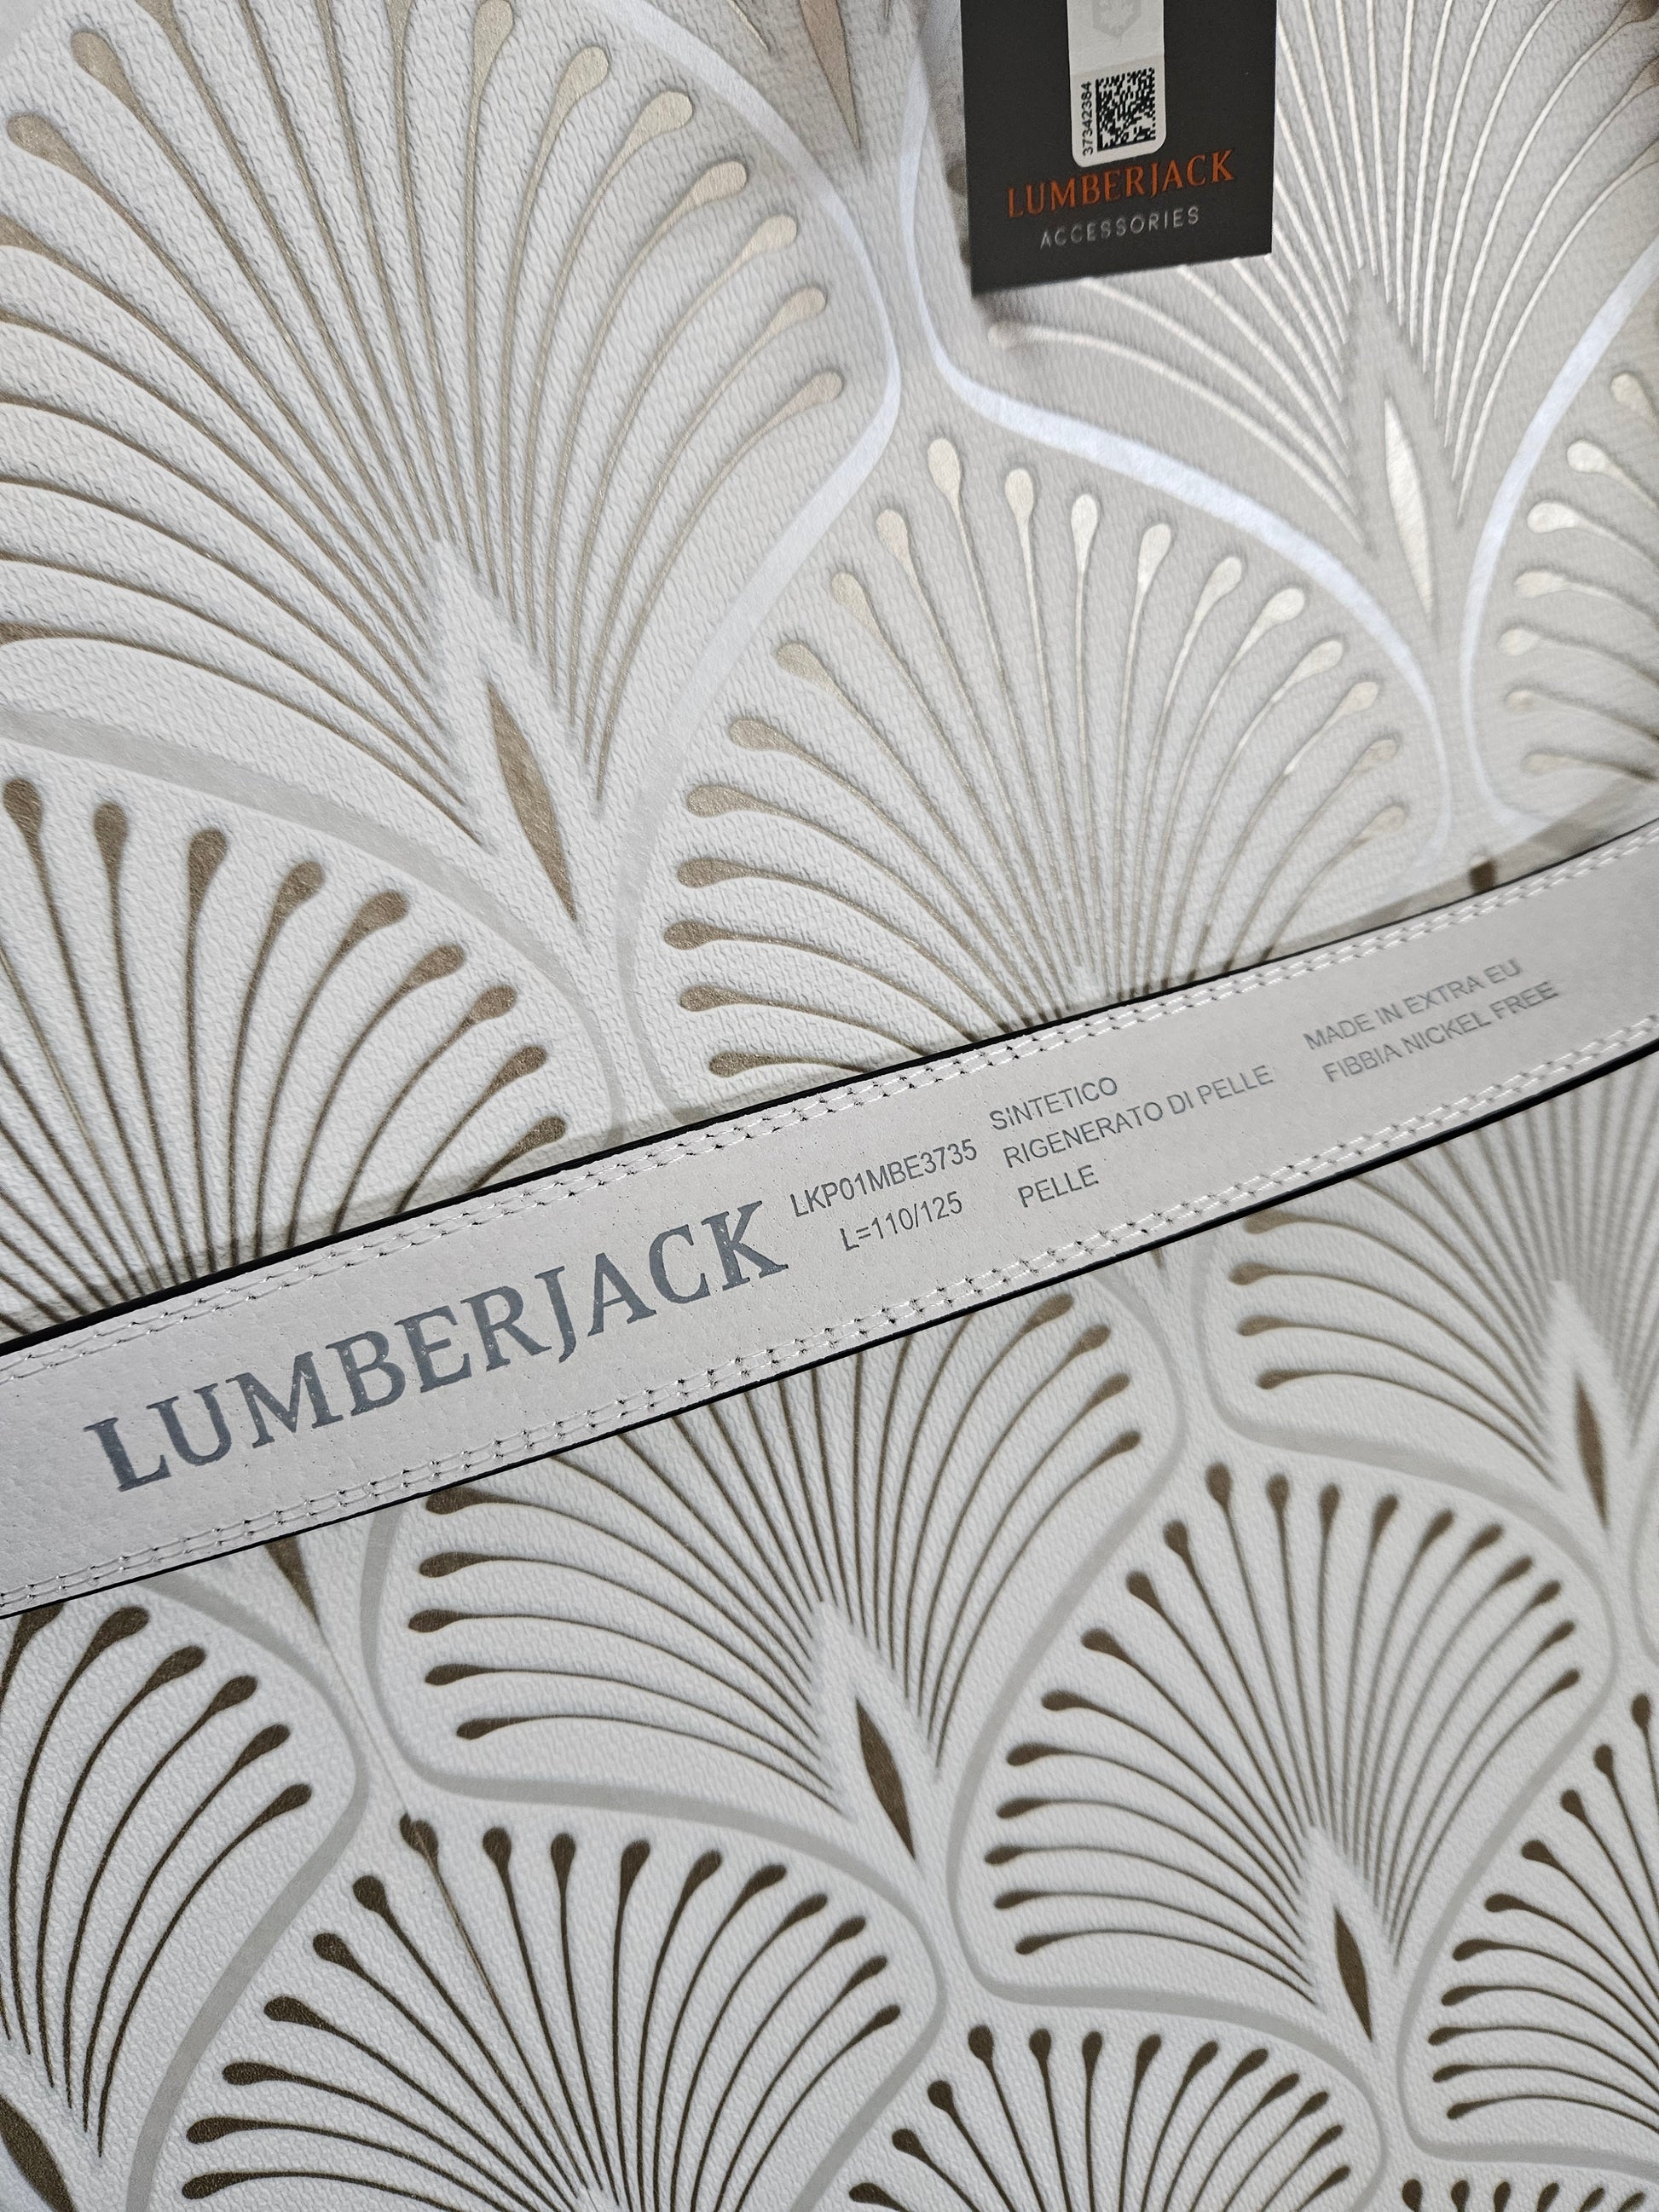 37342384
LUMBERJACK
ACCESSORIES
LUMBERJACK
LKP01MBE3735
L=110/125
SINTETICO
RIGENERATO DI PELLE
PELLE
MADE IN EXTRA EU
FIBBIA NICKEL FREE